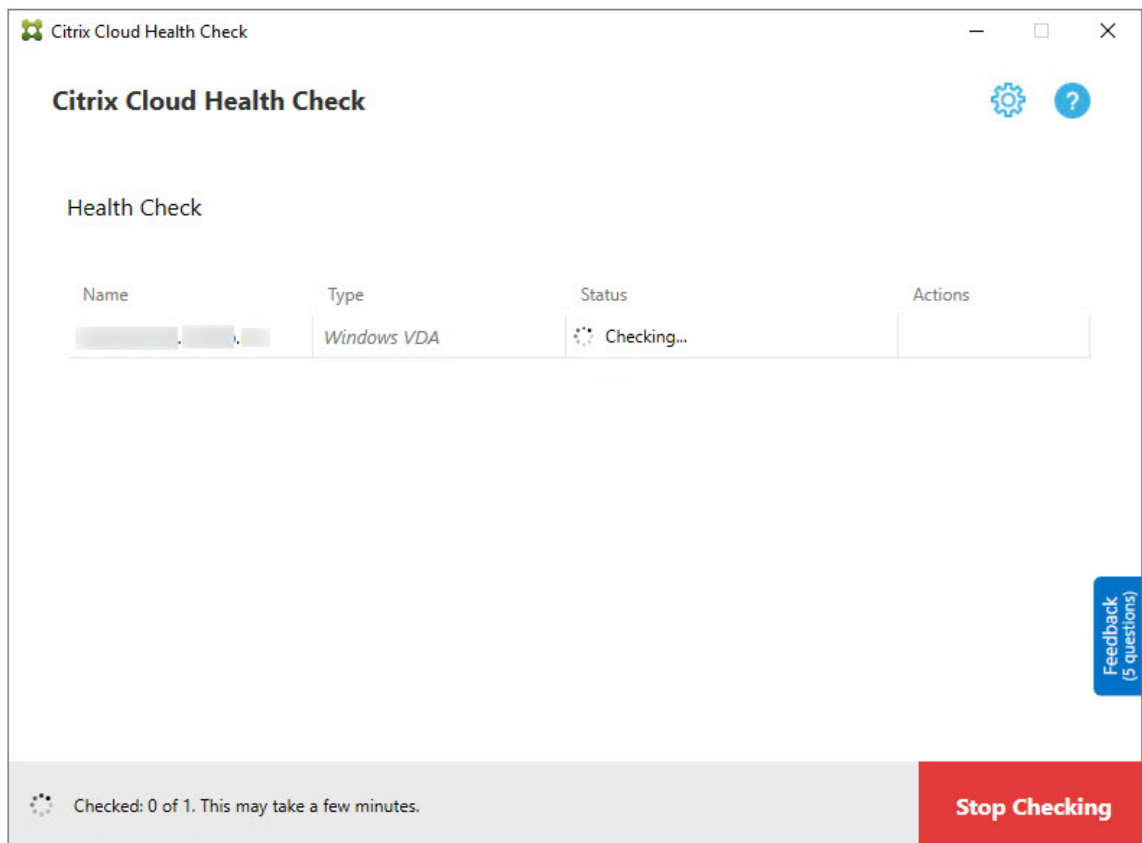 Citrix Cloud Health Check
Citrix Cloud Health Check
?
Health Check
Name Type Status Actions
Windows VDA Checking...
Feedback
(5 questions)
Checked: 0 of 1. This may take a few minutes.
Stop Checking